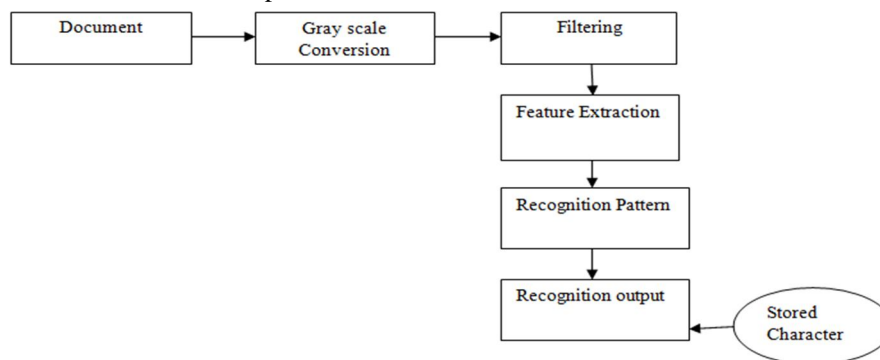 Document
Gray scale
Conversion
Filtering
Feature Extraction
Recognition Pattern
Recognition output
Stored
Character